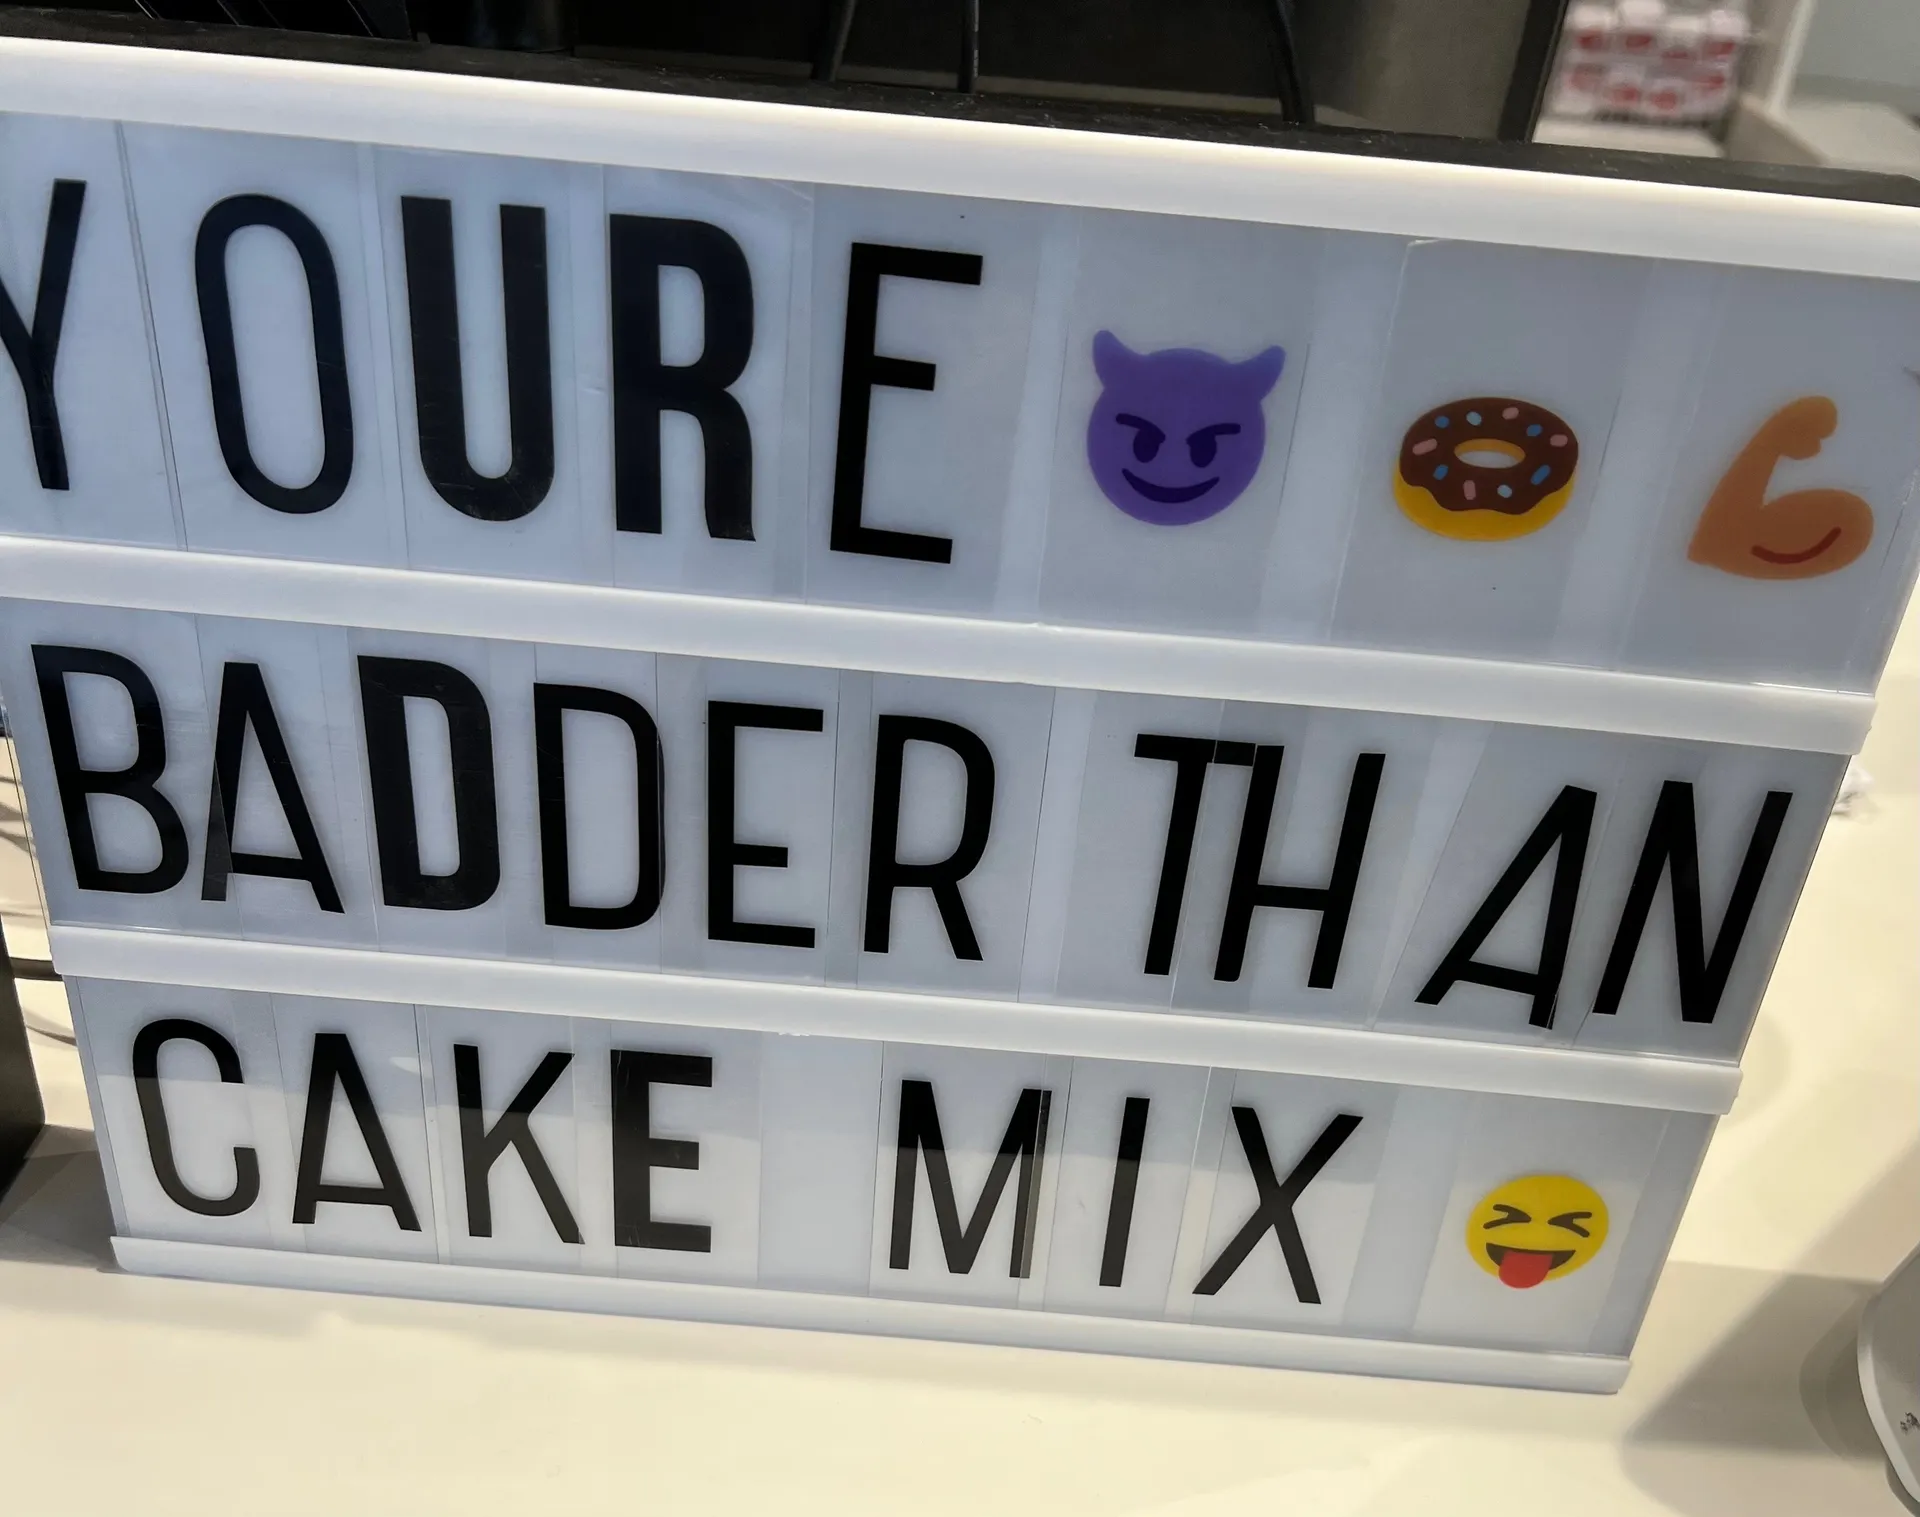 YOURE 😈 🍩 💪
BADDER THAN
CAKE MIX 😝